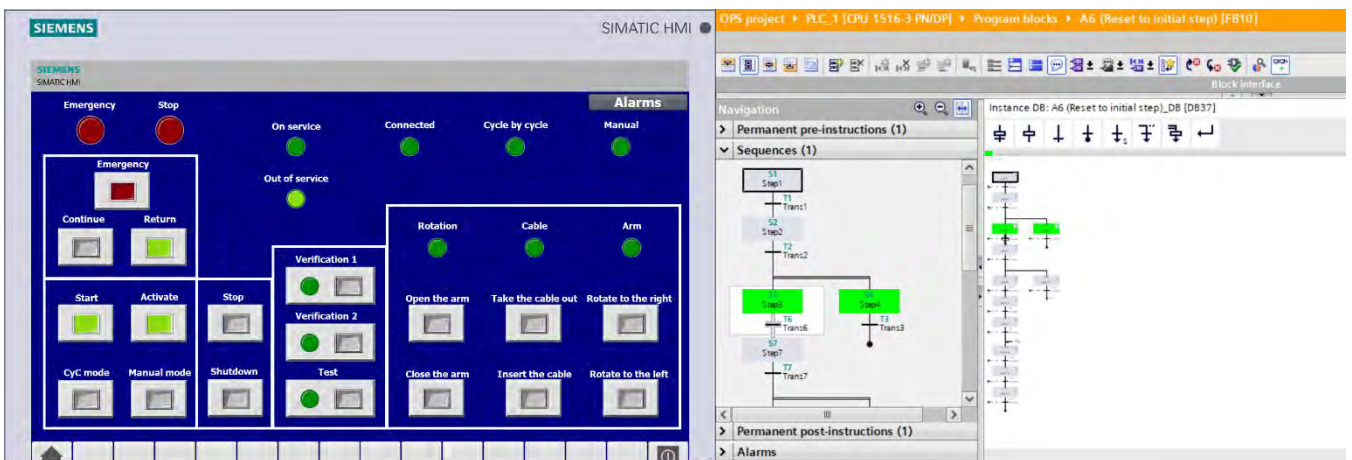 SIEMENS
SIMATIC HMI
SIEMENS
SIMATIC HMI
Emergency
Stop
Alarms
On service
Connected
Cycle by cycle
Manual
Emergency
Out of service
Continue
Return
Rotation
Cable
Arm
Verification 1
Start
Activate
Stop
Open the arm
Take the cable out
Rotate to the right
Verification 2
CyC mode
Manual mode
Shutdown
Test
Close the arm
Insert the cable
Rotate to the left
OPS project PLC_1 [CPU 1516-3 PN/DP] Program blocks A6 (Reset to initial step) [FB10]
Block interface
Navigation
Permanent pre-instructions (1)
Sequences (1)
S1
Step1
T1
Trans1
S2
Step2
T2
Trans2
Step3
Step4
T6
Trans6
T3
Trans3
S7
Step7
T7
Trans7
Permanent post-instructions (1)
Alarms
Instance DB: A6 (Reset to initial step)_DB [DB37]